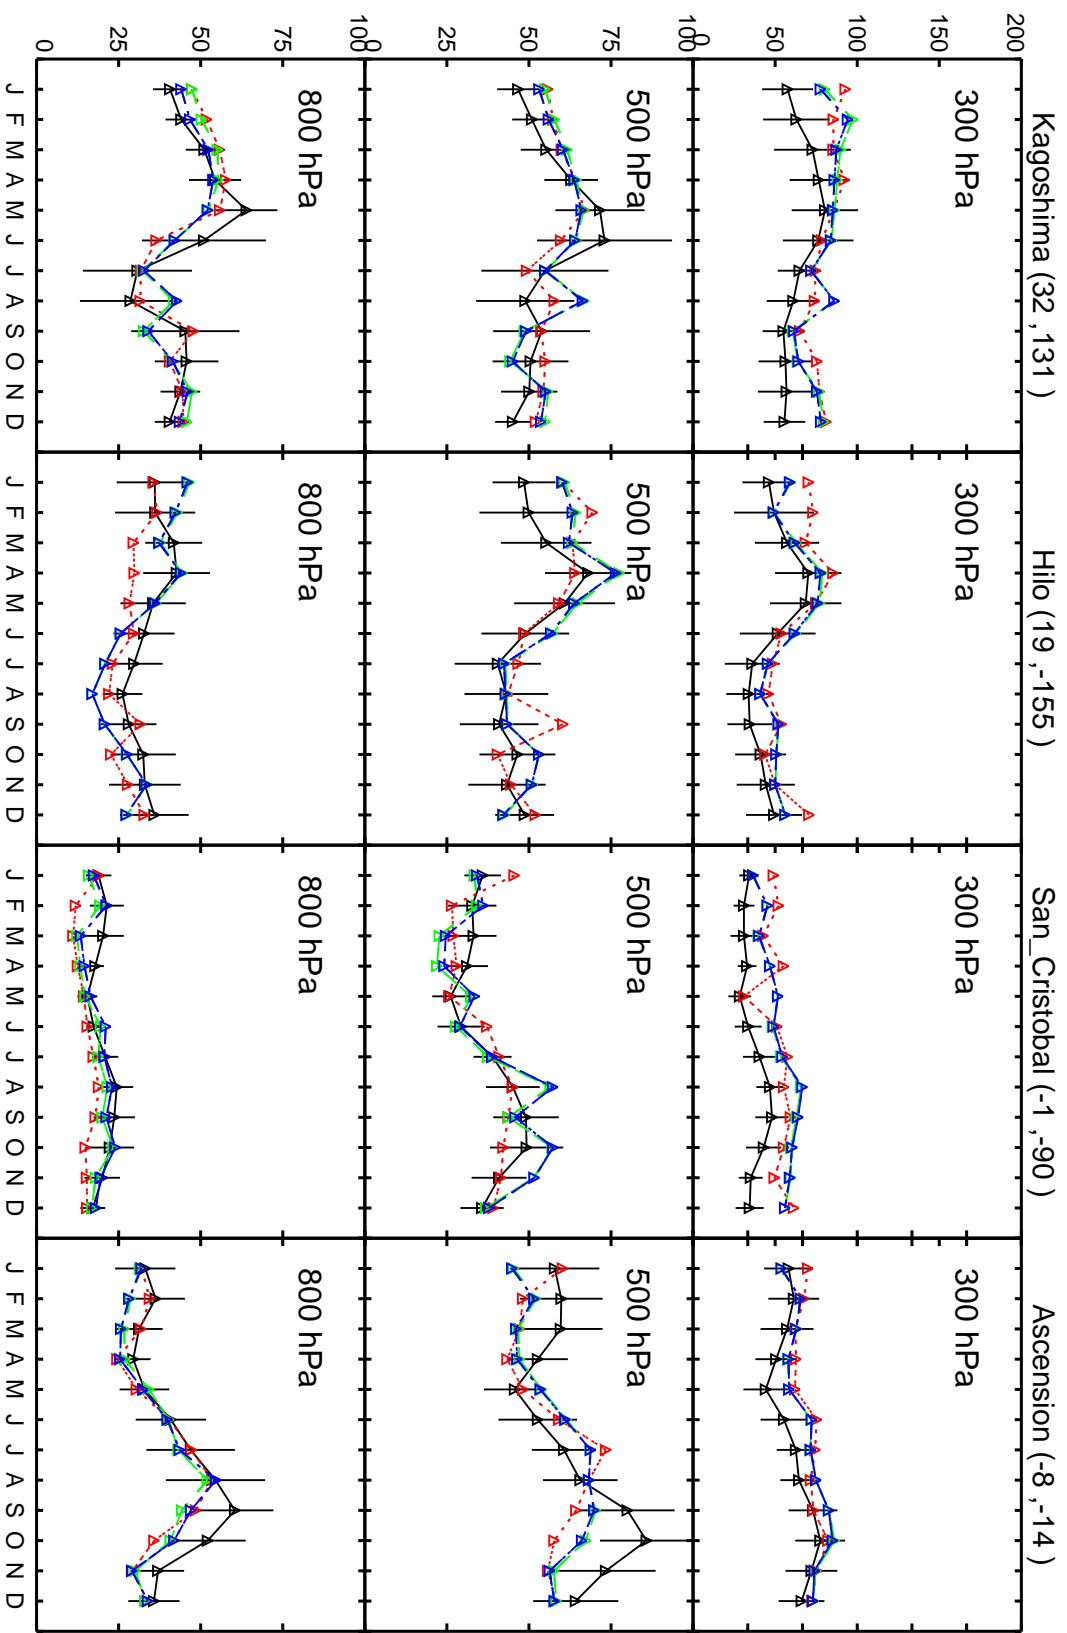 Kagoshima (32 ,131 )
Hilo (19 ,-155 )
San_Cristobal (-1 ,-90 )
Ascension (-8 ,-14 )
200
150
100
50
0
300 hPa
300 hPa
300 hPa
300 hPa
100
75
50
25
0
500 hPa
500 hPa
500 hPa
500 hPa
100
75
50
25
0
800 hPa
800 hPa
800 hPa
800 hPa
J F M A M J J A S O N D
J F M A M J J A S O N D
J F M A M J J A S O N D
J F M A M J J A S O N D